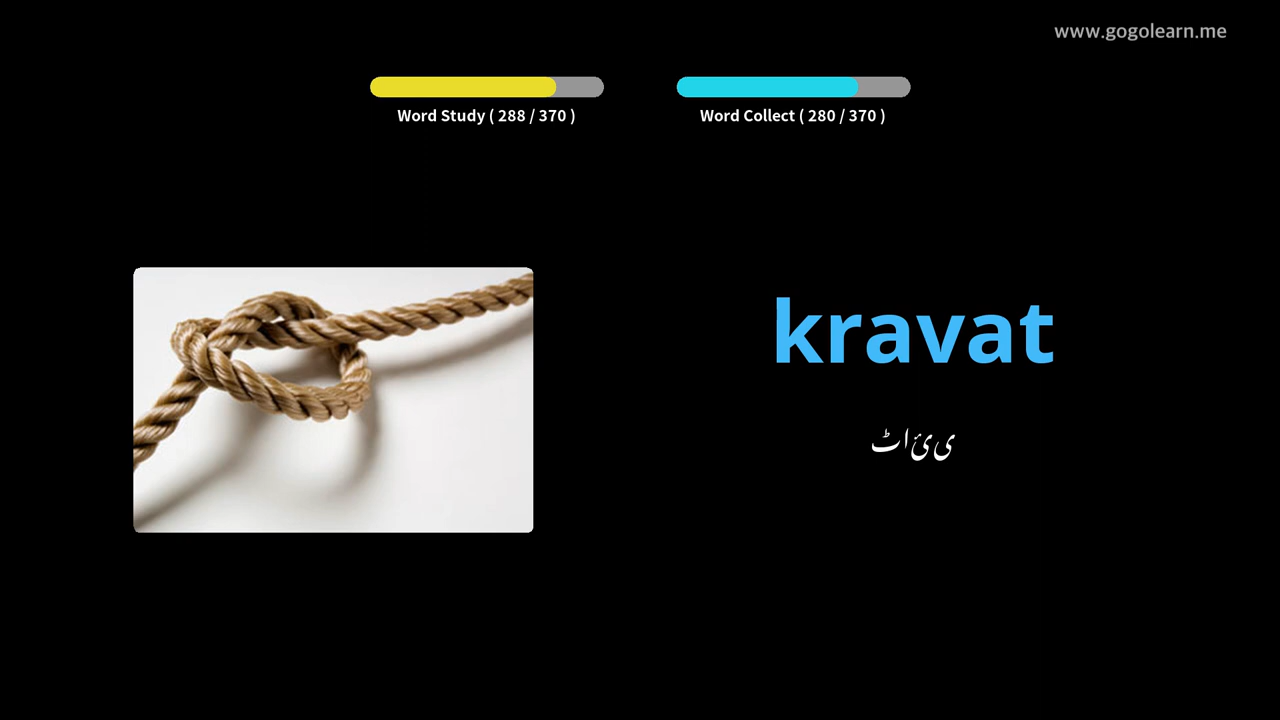 www.gogolearn.me
Word Study ( 288 / 370 )
Word Collect ( 280 / 370 )
kravat
ٹائی